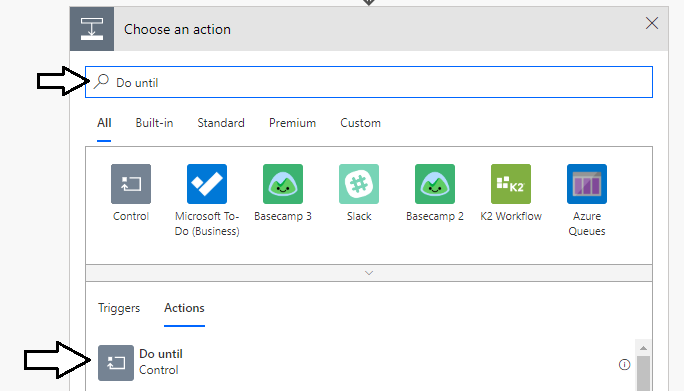 Choose an action
Do until
All Built-in Standard Premium Custom
K2
Control Microsoft To- Basecamp 3 Slack Basecamp 2 K2 Workflow Azure
Do (Business) Queues
Triggers Actions
Do until
Control